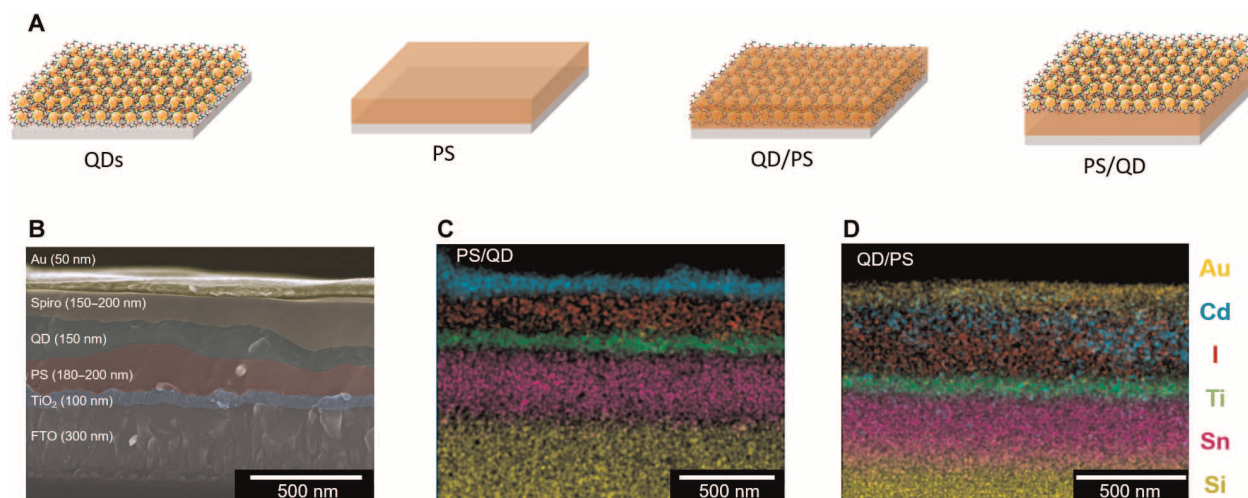 A
QDs
PS
QD/PS
PS/QD
B
Au (50 nm)
Spiro (150–200 nm)
QD (150 nm)
PS (180–200 nm)
TiO₂ (100 nm)
FTO (300 nm)
500 nm
C
PS/QD
500 nm
D
QD/PS
500 nm
Au
Cd
I
Ti
Sn
Si